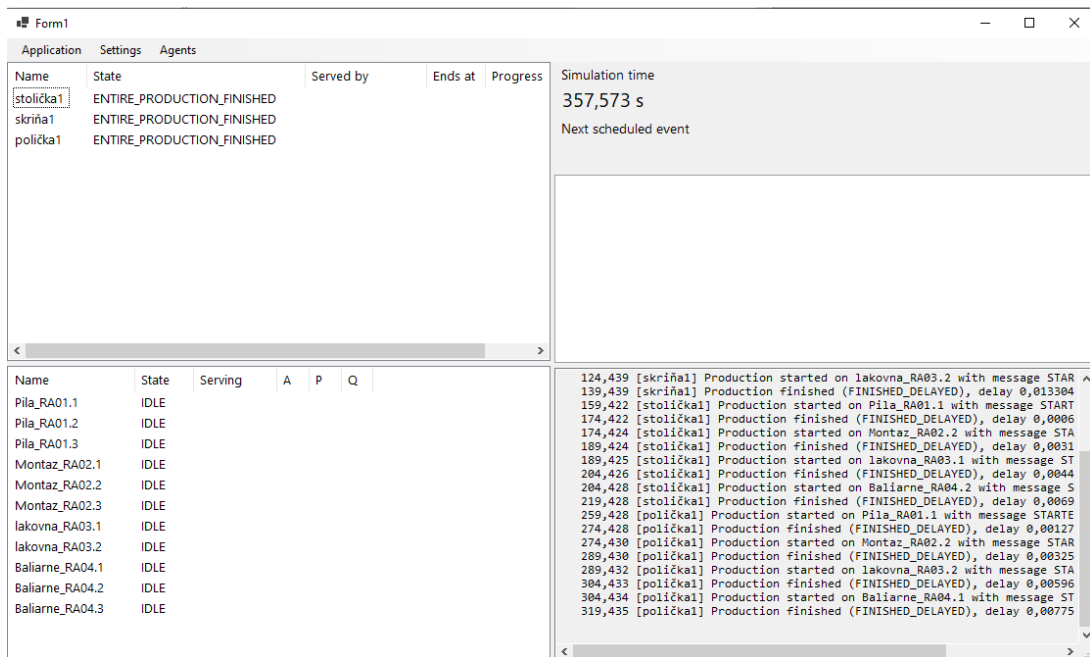 Form1
Application Settings Agents
Name State Served by Ends at Progress
stolička1 ENTIRE_PRODUCTION_FINISHED
skriňa1 ENTIRE_PRODUCTION_FINISHED
polička1 ENTIRE_PRODUCTION_FINISHED
Simulation time
357,573 s
Next scheduled event
Name State Serving A P Q
Pila_RA01.1 IDLE
Pila_RA01.2 IDLE
Pila_RA01.3 IDLE
Montaz_RA02.1 IDLE
Montaz_RA02.2 IDLE
Montaz_RA02.3 IDLE
lakovna_RA03.1 IDLE
lakovna_RA03.2 IDLE
Baliarne_RA04.1 IDLE
Baliarne_RA04.2 IDLE
Baliarne_RA04.3 IDLE
124,439 [skriňa1] Production started on lakovna_RA03.2 with message STAR
139,439 [skriňa1] Production finished (FINISHED_DELAYED), delay 0,013304
159,422 [stolička1] Production started on Pila_RA01.1 with message START
174,422 [stolička1] Production finished (FINISHED_DELAYED), delay 0,0006
174,424 [stolička1] Production started on Montaz_RA02.2 with message STA
189,424 [stolička1] Production finished (FINISHED_DELAYED), delay 0,0031
189,425 [stolička1] Production started on lakovna_RA03.1 with message ST
204,426 [stolička1] Production finished (FINISHED_DELAYED), delay 0,0044
204,428 [stolička1] Production started on Baliarne_RA04.2 with message S
219,428 [stolička1] Production finished (FINISHED_DELAYED), delay 0,0069
259,428 [polička1] Production started on Pila_RA01.1 with message STARTE
274,428 [polička1] Production finished (FINISHED_DELAYED), delay 0,00127
274,430 [polička1] Production started on Montaz_RA02.2 with message STAR
289,430 [polička1] Production finished (FINISHED_DELAYED), delay 0,00325
289,432 [polička1] Production started on lakovna_RA03.2 with message STA
304,433 [polička1] Production finished (FINISHED_DELAYED), delay 0,00596
304,434 [polička1] Production started on Baliarne_RA04.1 with message ST
319,435 [polička1] Production finished (FINISHED_DELAYED), delay 0,00775